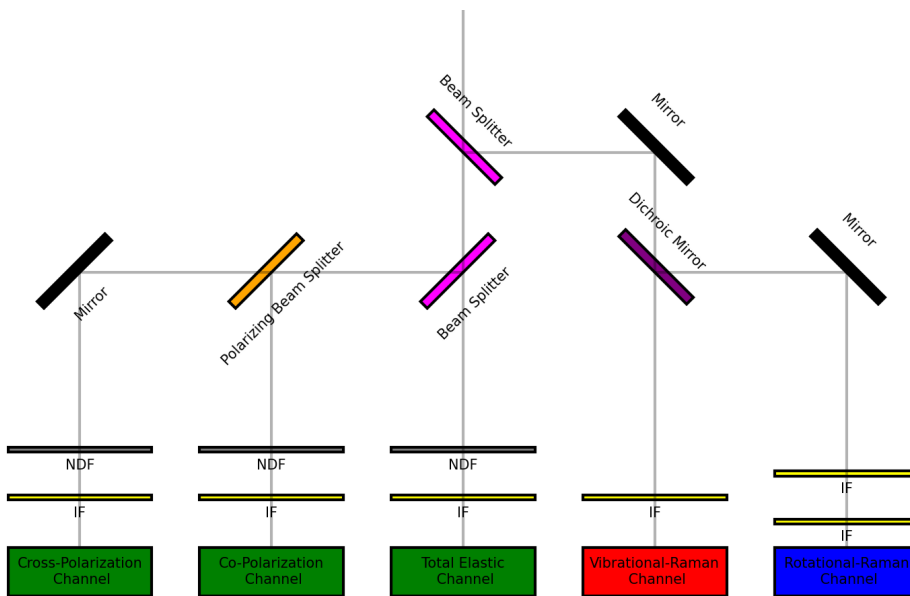 Beam Splitter
Mirror
Dichroic Mirror
Mirror
Mirror
Polarizing Beam Splitter
Beam Splitter
NDF
NDF
NDF
IF
IF
IF
IF
IF
IF
Cross-Polarization
Channel
Co-Polarization
Channel
Total Elastic
Channel
Vibrational-Raman
Channel
Rotational-Raman
Channel